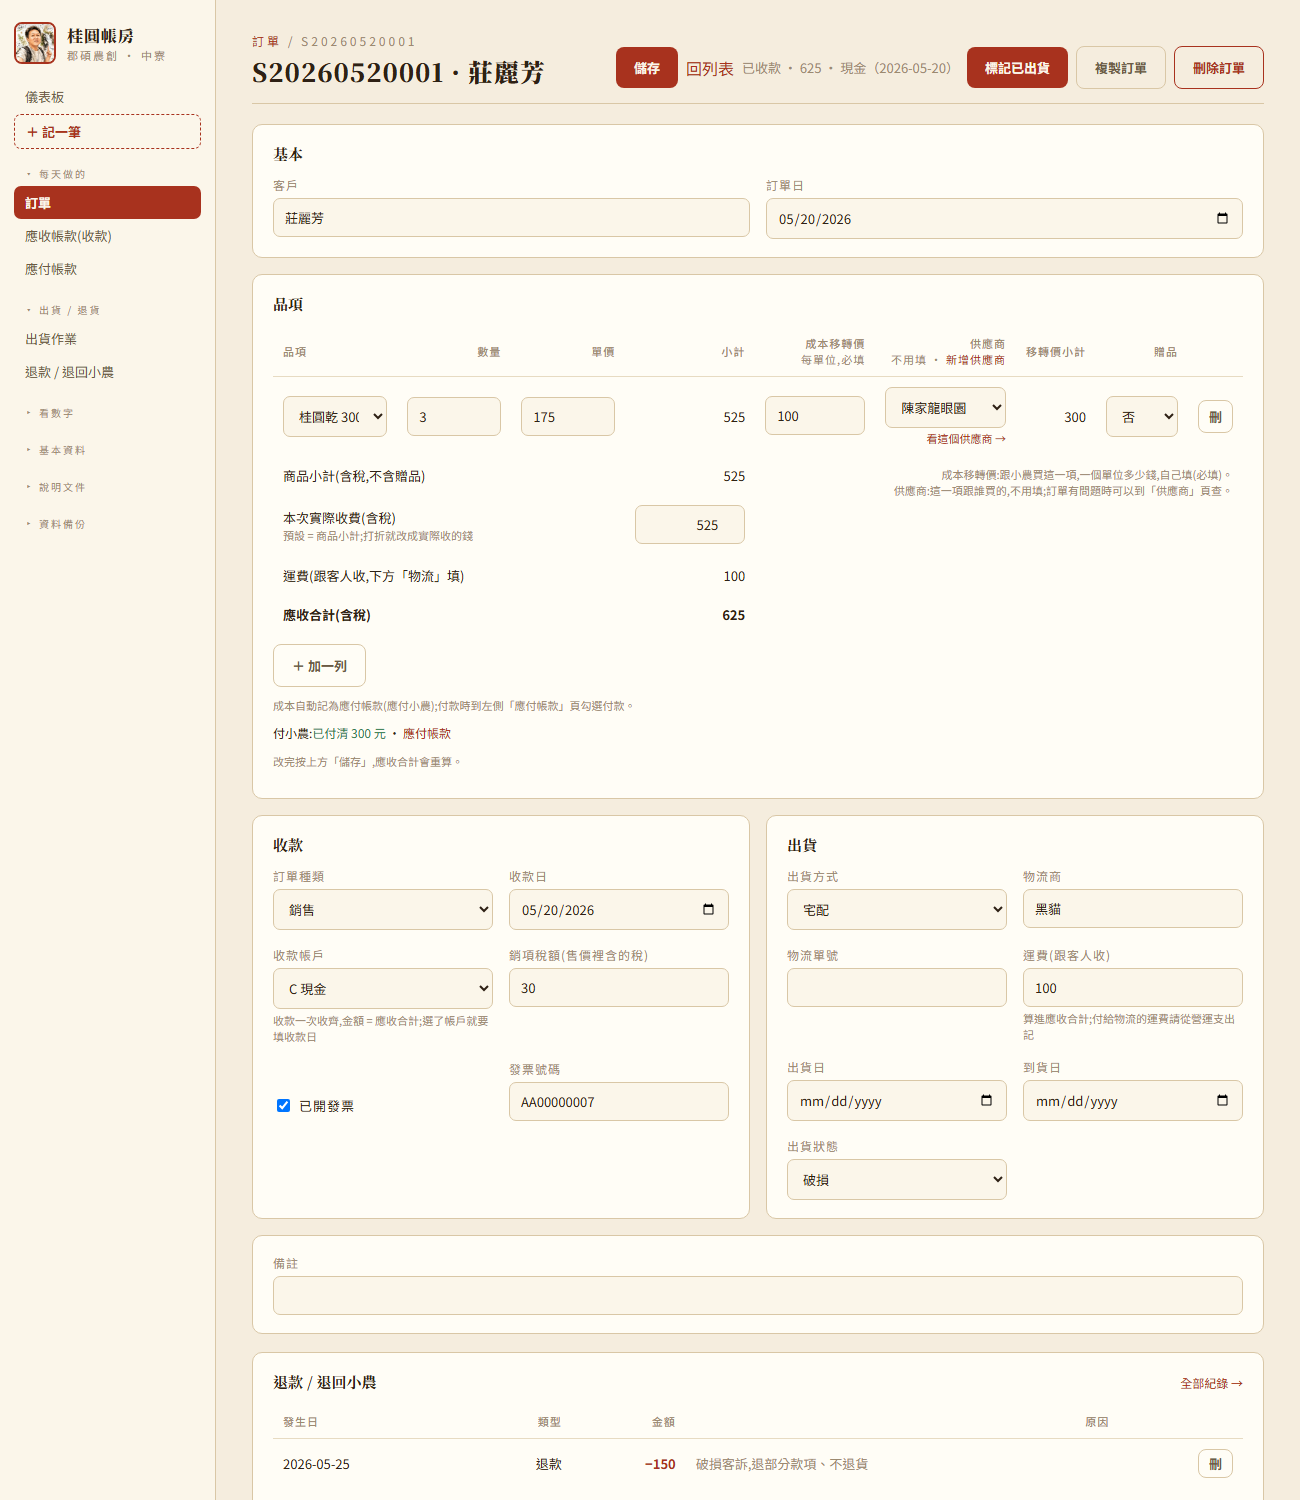 桂圓帳房
郡碩農創 · 中寮
儀表板
＋ 記一筆
每天做的
訂單
應收帳款(收款)
應付帳款
出貨 / 退貨
出貨作業
退款 / 退回小農
看數字
基本資料
說明文件
資料備份
訂單 / S20260520001
S20260520001 · 莊麗芳
儲存
回列表
已收款 · 625 · 現金（2026-05-20）
標記已出貨
複製訂單
刪除訂單
基本
客戶
訂單日
莊麗芳
05/20/2026
品項
品項 數量 單價 小計 成本移轉價 供應商 移轉價小計 贈品
每單位,必填 不用填 · 新增供應商
桂圓乾 300 3 175 525 100 陳家龍眼園 300 否 刪
看這個供應商 →
商品小計(含稅,不含贈品) 525
成本移轉價:跟小農買這一項,一個單位多少錢,自己填(必填)。
供應商:這一項跟誰買的,不用填;訂單有問題時可以到「供應商」頁查。
本次實際收費(含稅) 525
預設 = 商品小計;打折就改成實際收的錢
運費(跟客人收,下方「物流」填) 100
應收合計(含稅) 625
＋ 加一列
成本自動記為應付帳款(應付小農);付款時到左側「應付帳款」頁勾選付款。
付小農:已付清 300 元 · 應付帳款
改完按上方「儲存」,應收合計會重算。
收款
訂單種類 收款日
銷售 05/20/2026
收款帳戶 銷項稅額(售價裡含的稅)
C 現金 30
收款一次收齊,金額 = 應收合計;選了帳戶就要
填收款日
發票號碼
已開發票 AA00000007
出貨
出貨方式 物流商
宅配 黑貓
物流單號 運費(跟客人收)
100
算進應收合計;付給物流的運費請從營運支出
記
出貨日 到貨日
mm/dd/yyyy mm/dd/yyyy
出貨狀態
破損
備註
退款 / 退回小農
全部紀錄 →
發生日 類型 金額 原因
2026-05-25 退款 −150 破損客訴,退部分款項、不退貨 刪